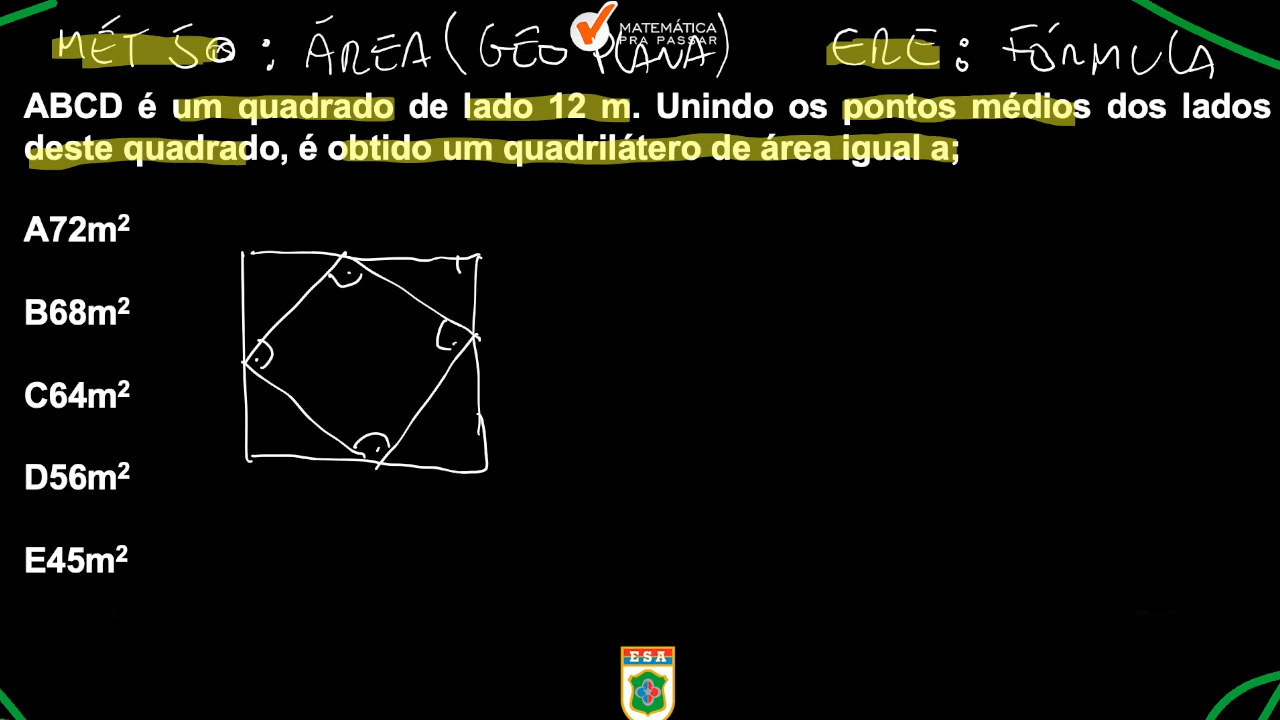 MÉT 5@: ÁREA (GEO PLANA) ERE: FÓRMULA
MATEMÁTICA
PRA PASSAR
ABCD é um quadrado de lado 12 m. Unindo os pontos médios dos lados
deste quadrado, é obtido um quadrilátero de área igual a;
A72m²
B68m²
C64m²
D56m²
E45m²
ESA